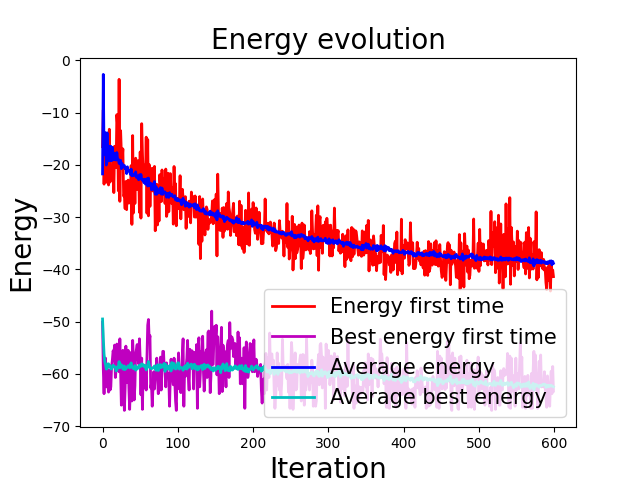 Energy evolution
0
−10
−20
−30
−40
−50
−60
−70
Energy
Energy first time
Best energy first time
Average energy
Average best energy
0 100 200 300 400 500 600
Iteration